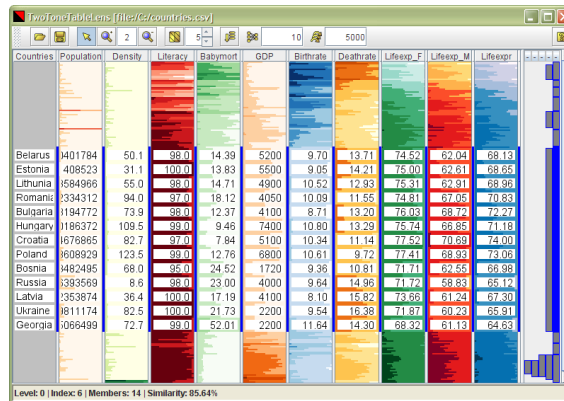 TwoToneTableLens [file:/C:/countries.csv]
2 5 10 5000
Countries Population Density Literacy Babymort GDP Birthrate Deathrate Lifeexp_F Lifeexp_M Lifeexpr
Belarus 0401784 50.1 98.0 14.39 5200 9.70 13.71 74.52 62.04 68.13
Estonia 408523 31.1 100.0 13.83 5500 9.05 14.21 75.00 62.61 68.65
Lithunia 3584966 55.0 98.0 14.71 4900 10.52 12.93 75.31 62.91 68.96
Romania 2334312 94.0 97.0 18.12 4050 10.09 11.55 74.81 67.05 70.83
Bulgaria 3194772 73.9 98.0 12.37 4100 8.71 13.20 76.03 68.72 72.27
Hungary 0186372 109.5 99.0 9.46 7400 10.80 13.29 75.74 66.85 71.18
Croatia 4676865 82.7 97.0 7.84 5100 10.34 11.14 77.52 70.69 74.00
Poland 8608929 123.5 99.0 12.76 6800 10.61 9.72 77.41 68.93 73.06
Bosnia 3482495 68.0 95.0 24.52 1720 9.36 10.81 71.71 62.55 66.98
Russia 5393569 8.6 98.0 23.00 4000 9.64 14.96 71.72 58.83 65.12
Latvia 2353874 36.4 100.0 17.19 4100 8.10 15.82 73.66 61.24 67.30
Ukraine 9811174 82.5 100.0 21.73 2200 9.54 16.38 71.87 60.23 65.91
Georgia 5066499 72.7 99.0 52.01 2200 11.64 14.30 68.32 61.13 64.63
Level: 0 | Index: 6 | Members: 14 | Similarity: 85.64%